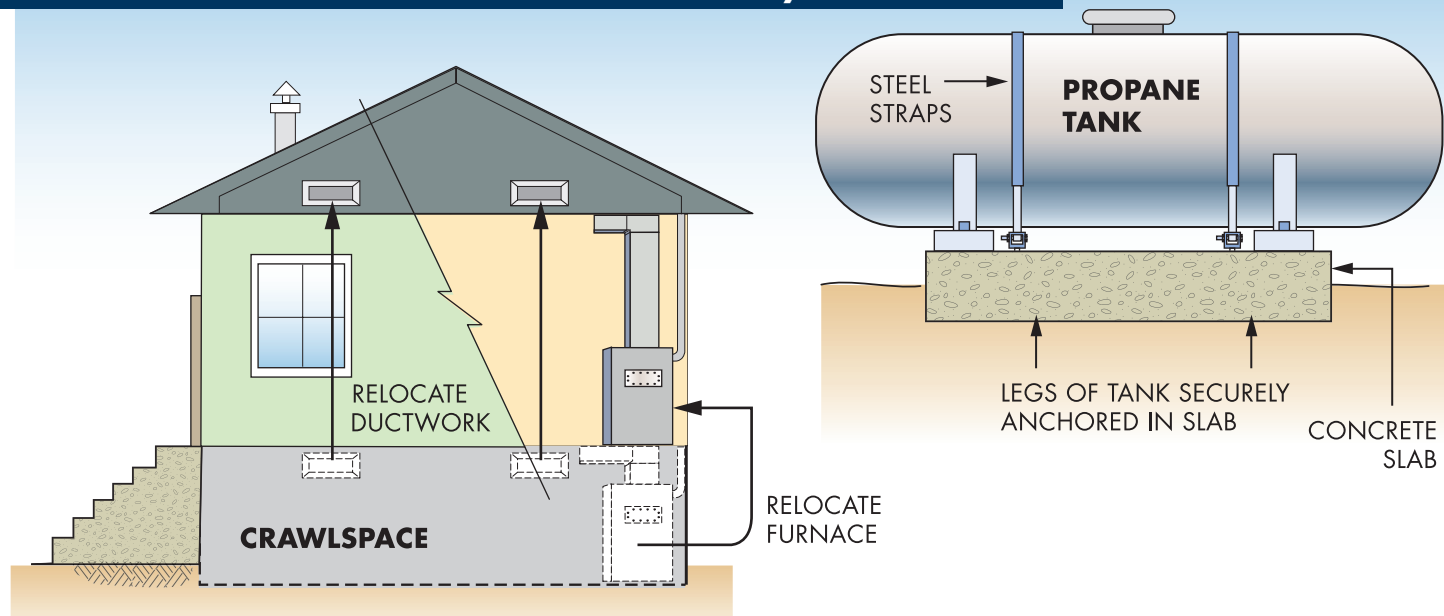 RELOCATE
DUCTWORK
CRAWLSPACE
RELOCATE
FURNACE
STEEL
STRAPS
PROPANE
TANK
LEGS OF TANK SECURELY
ANCHORED IN SLAB
CONCRETE
SLAB